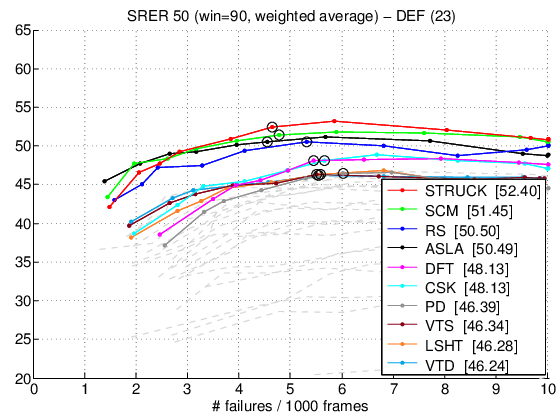 SRER 50 (win=90, weighted average) − DEF (23)
65
60
55
50
45
40
35
30
25
20
STRUCK [52.40]
SCM [51.45]
RS [50.50]
ASLA [50.49]
DFT [48.13]
CSK [48.13]
PD [46.39]
VTS [46.34]
LSHT [46.28]
VTD [46.24]
0 1 2 3 4 5 6 7 8 9 10
# failures / 1000 frames